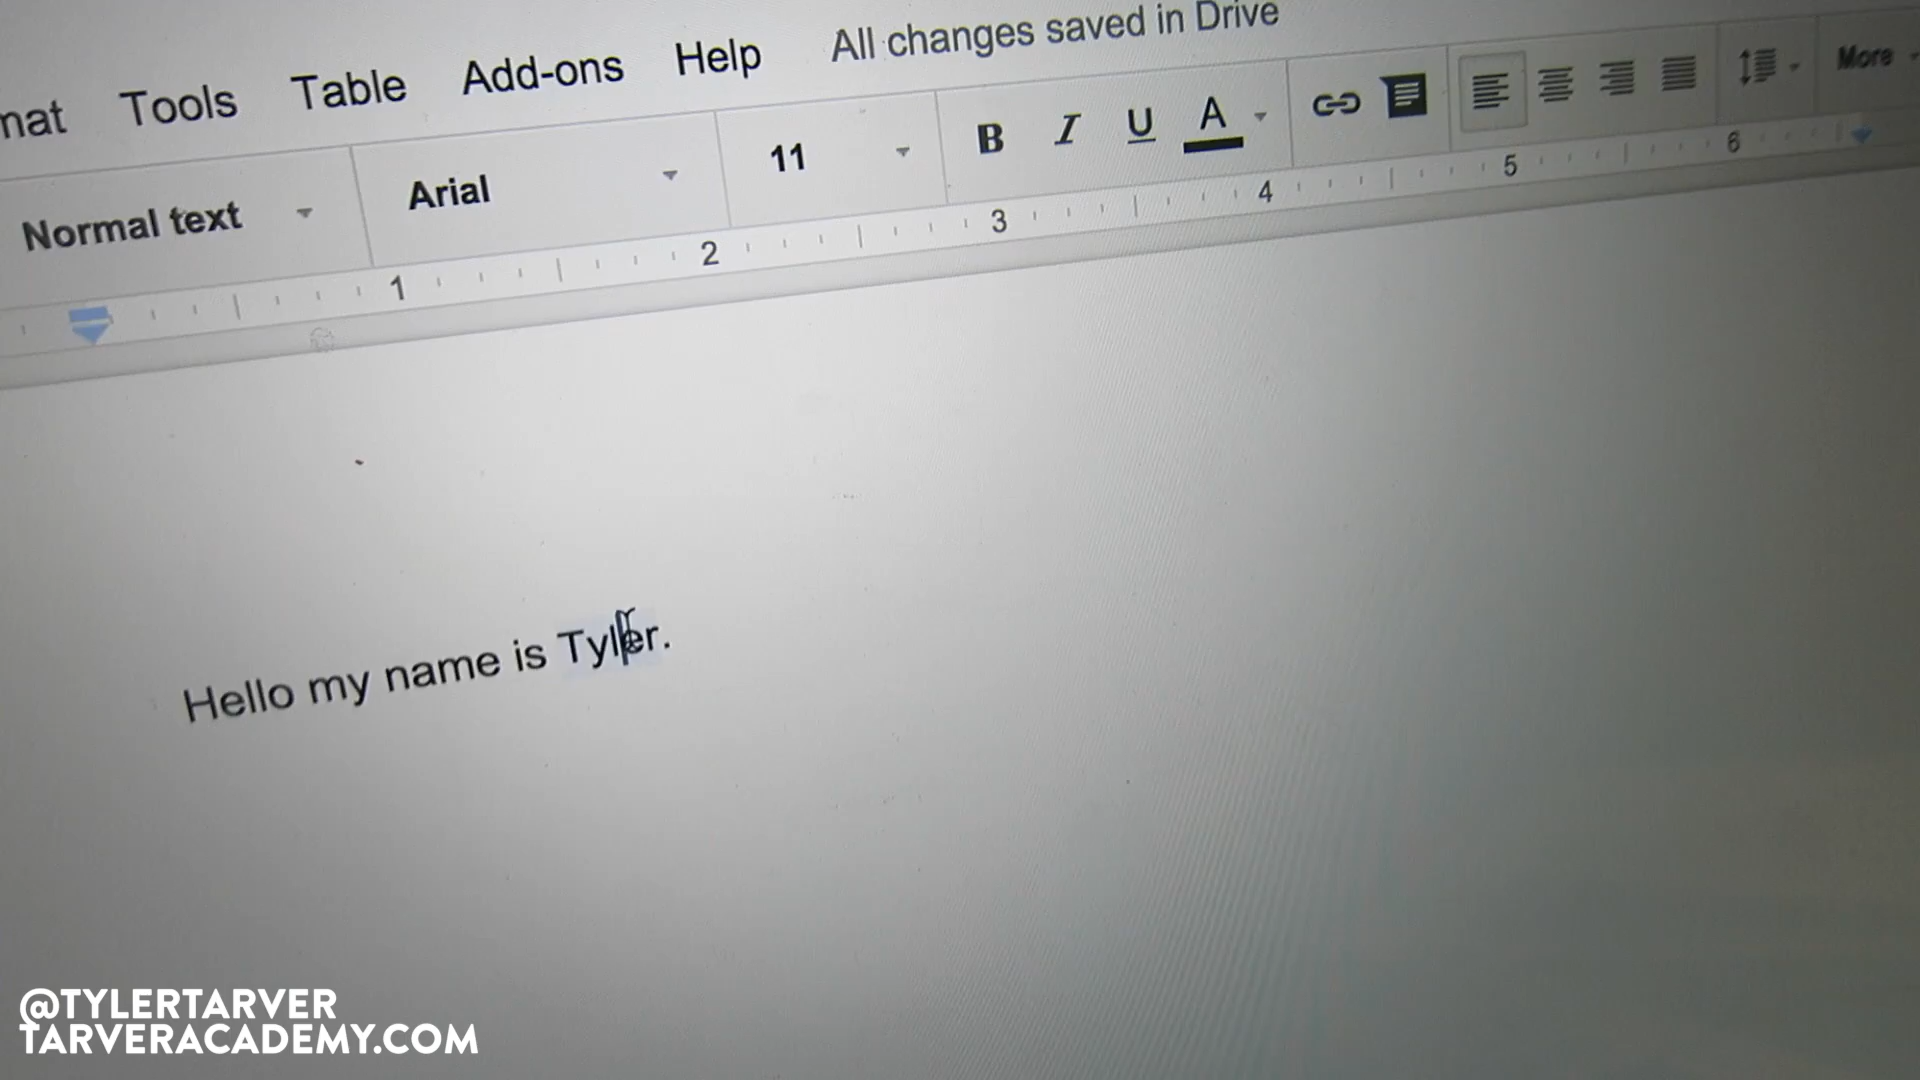 mat Tools Table Add-ons Help All changes saved in Drive
Normal text Arial 11 B I U A More
1 2 3 4 5 6
Hello my name is Tyler.
@TYLERTARVER
TARVERACADEMY.COM